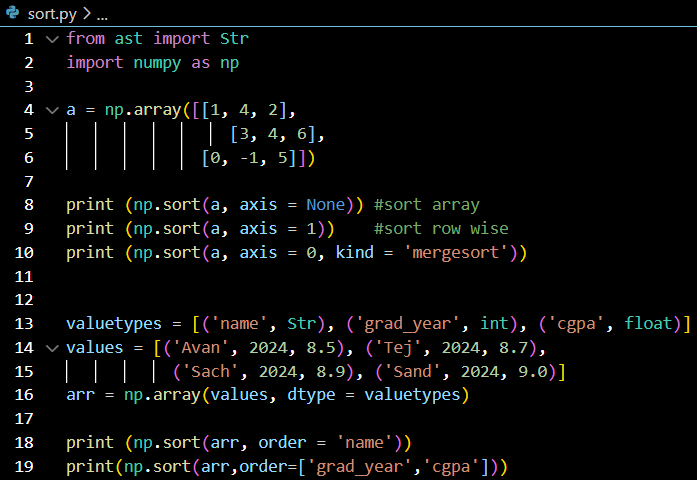 sort.py > ...
1 from ast import Str
2 import numpy as np
3
4 a = np.array([[1, 4, 2],
5 [3, 4, 6],
6 [0, -1, 5]])
7
8 print (np.sort(a, axis = None)) #sort array
9 print (np.sort(a, axis = 1)) #sort row wise
10 print (np.sort(a, axis = 0, kind = 'mergesort'))
11
12
13 valuetypes = [('name', Str), ('grad_year', int), ('cgpa', float)]
14 values = [('Avan', 2024, 8.5), ('Tej', 2024, 8.7),
15 ('Sach', 2024, 8.9), ('Sand', 2024, 9.0)]
16 arr = np.array(values, dtype = valuetypes)
17
18 print (np.sort(arr, order = 'name'))
19 print(np.sort(arr,order=['grad_year','cgpa']))